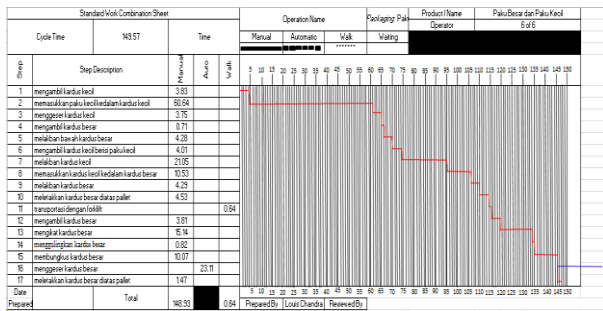 Standard Work Combination Sheet Operation Name Packaging Paku Product / Name Paku Besar dan Paku Kecil
Operator 6 of 6
Cycle Time 149.57 Time Manual Automatic Walk Waiting
*******
Step Step Description Manual Auto Walk 5 10 15 20 25 30 35 40 45 50 55 60 65 70 75 80 85 90 95 100 105 110 115 120 125 130 135 140 145 150
1 mengambil kardus kecil 3.83
2 memasukkan paku kecil kedalam kardus kecil 60.64
3 menggeser kardus kecil 3.75
4 mengambil kardus besar 0.71
5 melakban bawah kardus besar 4.28
6 mengambil kardus kecil berisi paku kecil 4.01
7 melakban kardus kecil 21.05
8 memasukkan kardus kecil kedalam kardus besar 10.53
9 melakban kardus besar 4.29
10 meletakkan kardus besar diatas pallet 4.53
11 transportasi dengan forklift 0.64
12 mengambil kardus besar 3.81
13 mengikat kardus besar 15.14
14 menggulingkan kardus besar 0.82
15 membungkus kardus besar 10.07
16 menggeser kardus besar 23.11
17 meletakkan kardus besar diatas pallet 1.47
5 10 15 20 25 30 35 40 45 50 55 60 65 70 75 80 85 90 95 100 105 110 115 120 125 130 135 140 145 150
Date Prepared Total 148.93 0.64 Prepared By Louis Chandra Reviewed By